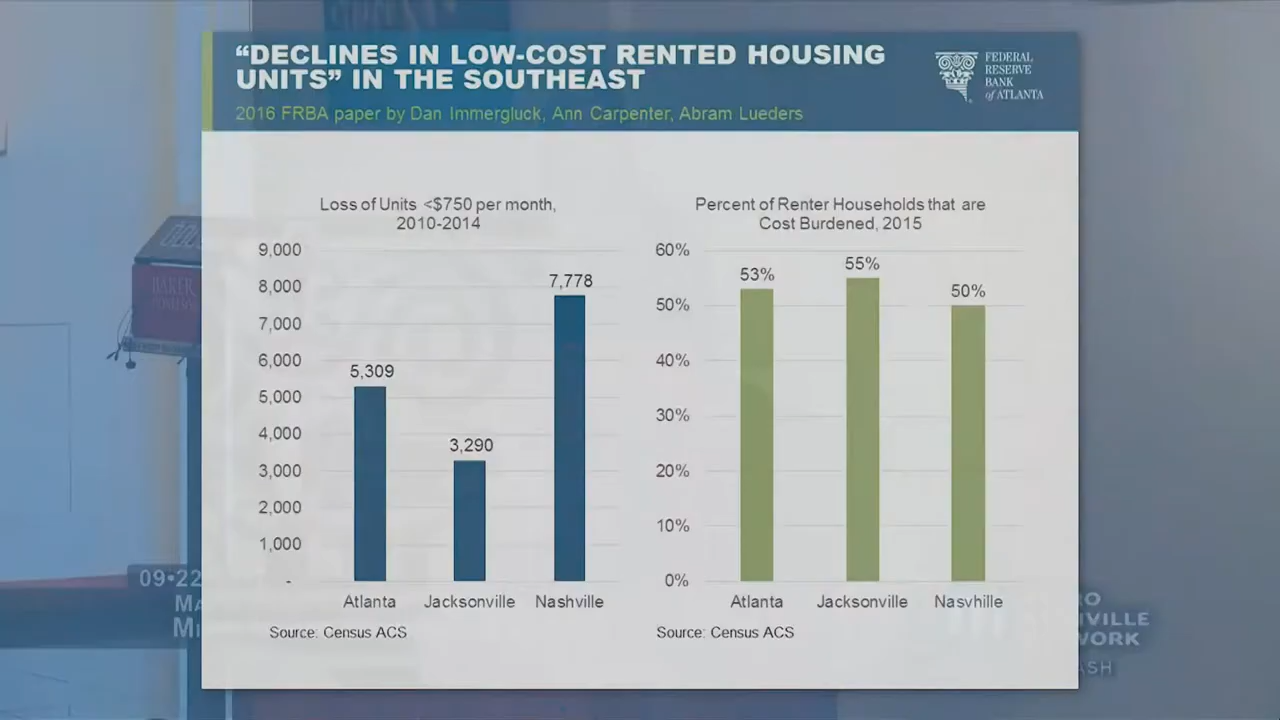 “DECLINES IN LOW-COST RENTED HOUSING
UNITS” IN THE SOUTHEAST
2016 FRBA paper by Dan Immergluck, Ann Carpenter, Abram Lueders
FEDERAL
RESERVE
BANK
of ATLANTA
Loss of Units <$750 per month,
2010-2014
9,000
8,000
7,000
6,000
5,000
4,000
3,000
2,000
1,000
-
5,309
3,290
7,778
Atlanta Jacksonville Nashville
Source: Census ACS
Percent of Renter Households that are
Cost Burdened, 2015
60%
50%
40%
30%
20%
10%
0%
53%
55%
50%
Atlanta Jacksonville Nasvhille
Source: Census ACS
BAKER
09•22